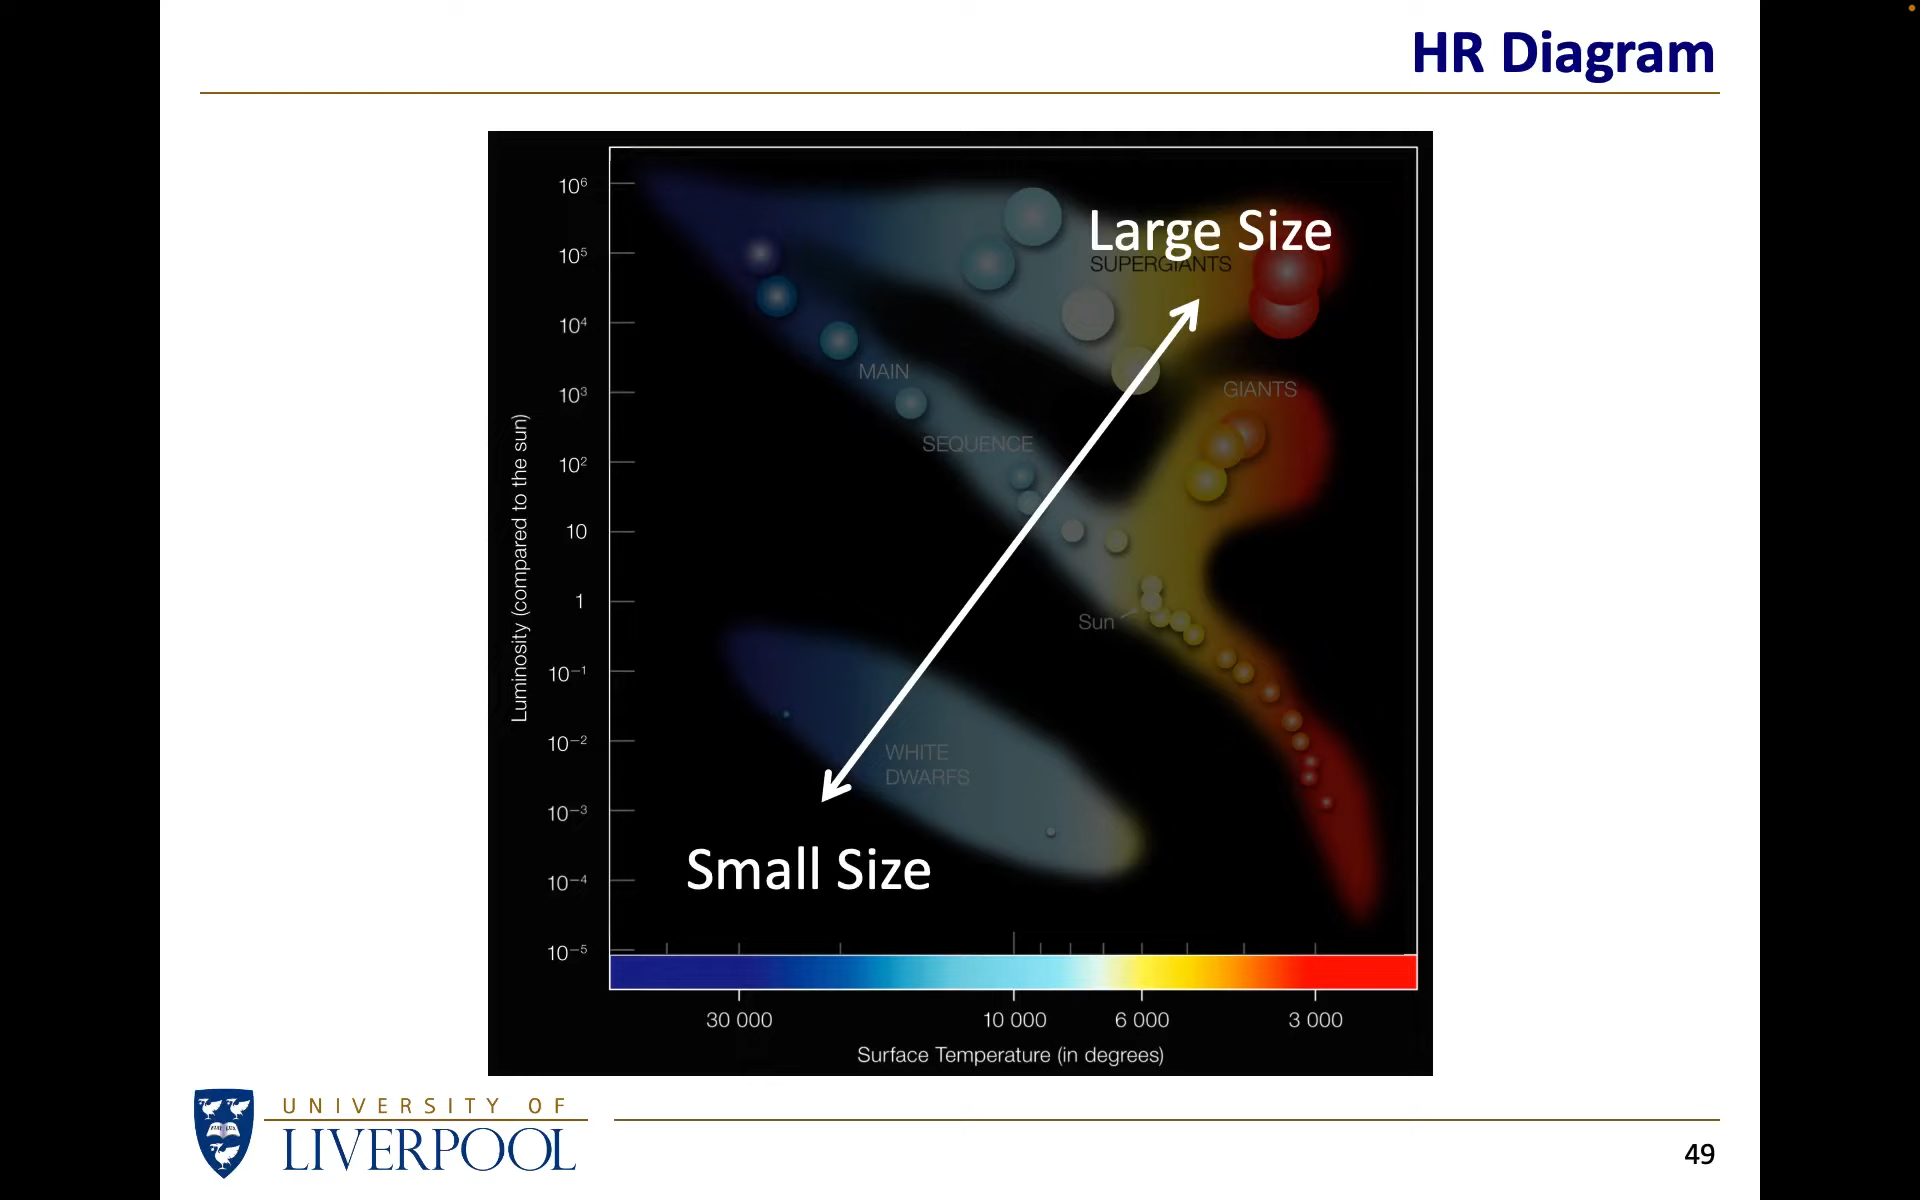 HR Diagram
10⁶
10⁵
10⁴
10³
10²
10
1
10⁻¹
10⁻²
10⁻³
10⁻⁴
10⁻⁵
Luminosity (compared to the sun)
Large Size
SUPERGIANTS
MAIN
GIANTS
SEQUENCE
Sun
WHITE
DWARFS
Small Size
30 000 10 000 6 000 3 000
Surface Temperature (in degrees)
UNIVERSITY OF
LIVERPOOL
49